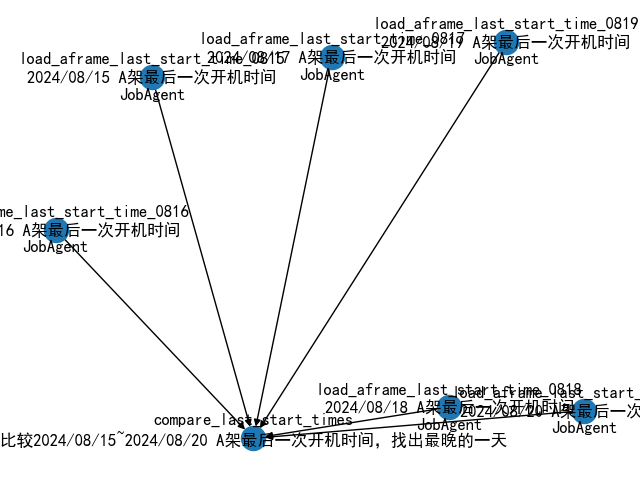 load_aframe_last_start_time_0819
2024/08/19 A架最后一次开机时间
JobAgent
load_aframe_last_start_time_0817
2024/08/17 A架最后一次开机时间
JobAgent
load_aframe_last_start_time_0815
2024/08/15 A架最后一次开机时间
JobAgent
me_last_start_time_0816
16 A架最后一次开机时间
JobAgent
load_aframe_last_start_time_0818
2024/08/18 A架最后一次开机时间
JobAgent
load_aframe_last_start_
2024/08/20 A架最后一次
JobAgent
compare_last_start_times
比较2024/08/15~2024/08/20 A架最后一次开机时间，找出最晚的一天